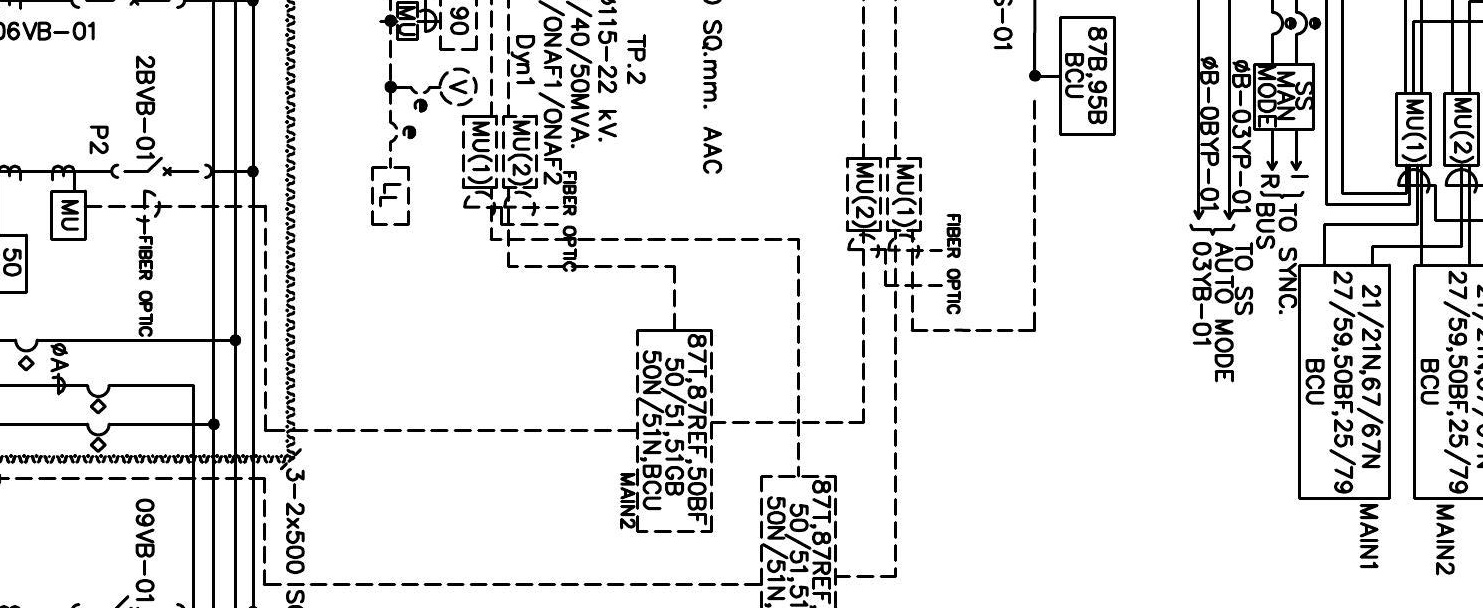 06VB-01
2BVB-01
P2
MU
50
FIBER OPTIC
ØA
09VB-01
3-2x500
MU
90
V
LL
TP.2
115-22 kV.
/40/50MVA.
/ONAF1/ONAF2
Dyn1
MU(2)
MU(1)
FIBER OPTIC
SQ.mm. AAC
87T,87REF,50BF
50/51,51GB
50N/51N,BCU
MAIN2
87T,87REF,
50/51,51
50N/51N,
MU(1)
MU(2)
FIBER OPTIC
S-01
87B,95B
BCU
SS
MAN
MODE
I
R
TO SYNC.
BUS
ØB-03YP-01
ØB-0BYP-01
TO SS
AUTO MODE
03YB-01
MU(1)
MU(2)
21/21N,67/67N
27/59,50BF,25/79
BCU
MAIN1
27/59,50BF,25/79
BCU
MAIN2